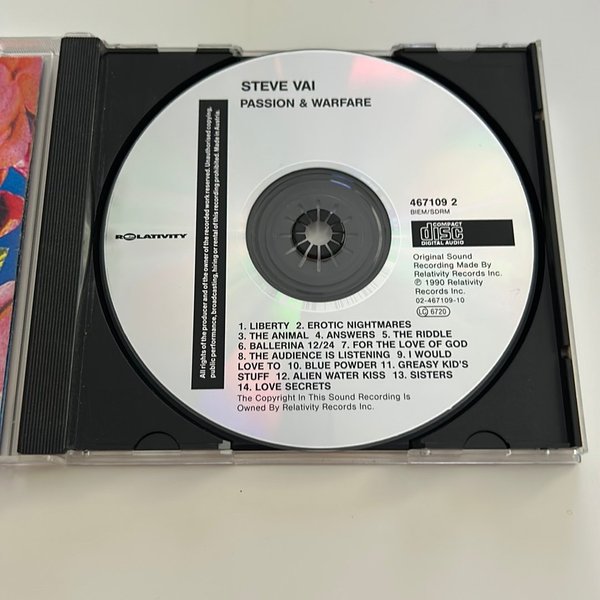 STEVE VAI
PASSION & WARFARE
All rights of the producer and of the owner of the recorded work reserved. Unauthorised copying,
public performance, broadcasting, hiring or rental of this recording prohibited. Made in Austria.
RELATIVITY
467109 2
BIEM/SDRM
COMPACT
disc
DIGITAL AUDIO
Original Sound
Recording Made By
Relativity Records Inc.
℗ 1990 Relativity
Records Inc.
02-467109-10
LC 6720
1. LIBERTY 2. EROTIC NIGHTMARES
3. THE ANIMAL 4. ANSWERS 5. THE RIDDLE
6. BALLERINA 12/24 7. FOR THE LOVE OF GOD
8. THE AUDIENCE IS LISTENING 9. I WOULD
LOVE TO 10. BLUE POWDER 11. GREASY KID'S
STUFF 12. ALIEN WATER KISS 13. SISTERS
14. LOVE SECRETS
The Copyright In This Sound Recording Is
Owned By Relativity Records Inc.